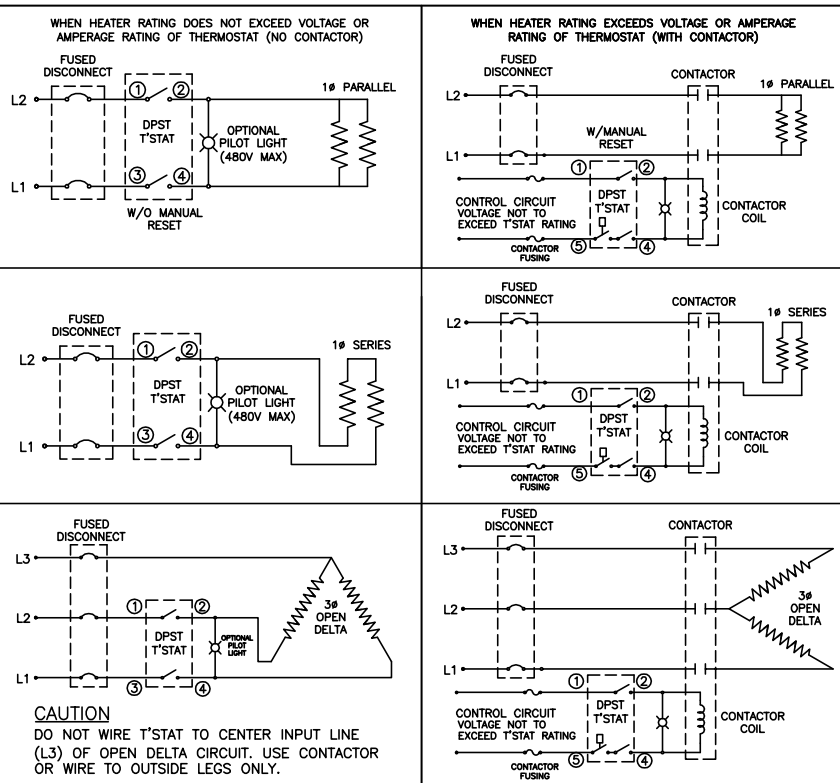 WHEN HEATER RATING DOES NOT EXCEED VOLTAGE OR
AMPERAGE RATING OF THERMOSTAT (NO CONTACTOR)
FUSED
DISCONNECT
1ø PARALLEL
① ②
L2
DPST
T'STAT
OPTIONAL
PILOT LIGHT
(480V MAX)
③ ④
L1
W/O MANUAL
RESET
WHEN HEATER RATING EXCEEDS VOLTAGE OR AMPERAGE
RATING OF THERMOSTAT (WITH CONTACTOR)
FUSED
DISCONNECT
CONTACTOR
1ø PARALLEL
L2
W/MANUAL
RESET
L1
① ②
DPST
T'STAT
CONTROL CIRCUIT
VOLTAGE NOT TO
EXCEED T'STAT RATING
CONTACTOR
COIL
CONTACTOR
FUSING
⑤ ④
FUSED
DISCONNECT
1ø SERIES
① ②
L2
DPST
T'STAT
OPTIONAL
PILOT LIGHT
(480V MAX)
③ ④
L1
FUSED
DISCONNECT
CONTACTOR
1ø SERIES
L2
L1
① ②
DPST
T'STAT
CONTROL CIRCUIT
VOLTAGE NOT TO
EXCEED T'STAT RATING
CONTACTOR
COIL
CONTACTOR
FUSING
⑤ ④
FUSED
DISCONNECT
L3
① ②
3ø
OPEN
DELTA
L2
DPST
T'STAT
OPTIONAL
PILOT
LIGHT
L1
③ ④
CAUTION
DO NOT WIRE T'STAT TO CENTER INPUT LINE
(L3) OF OPEN DELTA CIRCUIT. USE CONTACTOR
OR WIRE TO OUTSIDE LEGS ONLY.
FUSED
DISCONNECT
CONTACTOR
L3
3ø
OPEN
DELTA
L2
L1
① ②
DPST
T'STAT
CONTROL CIRCUIT
VOLTAGE NOT TO
EXCEED T'STAT RATING
CONTACTOR
COIL
CONTACTOR
FUSING
⑤ ④